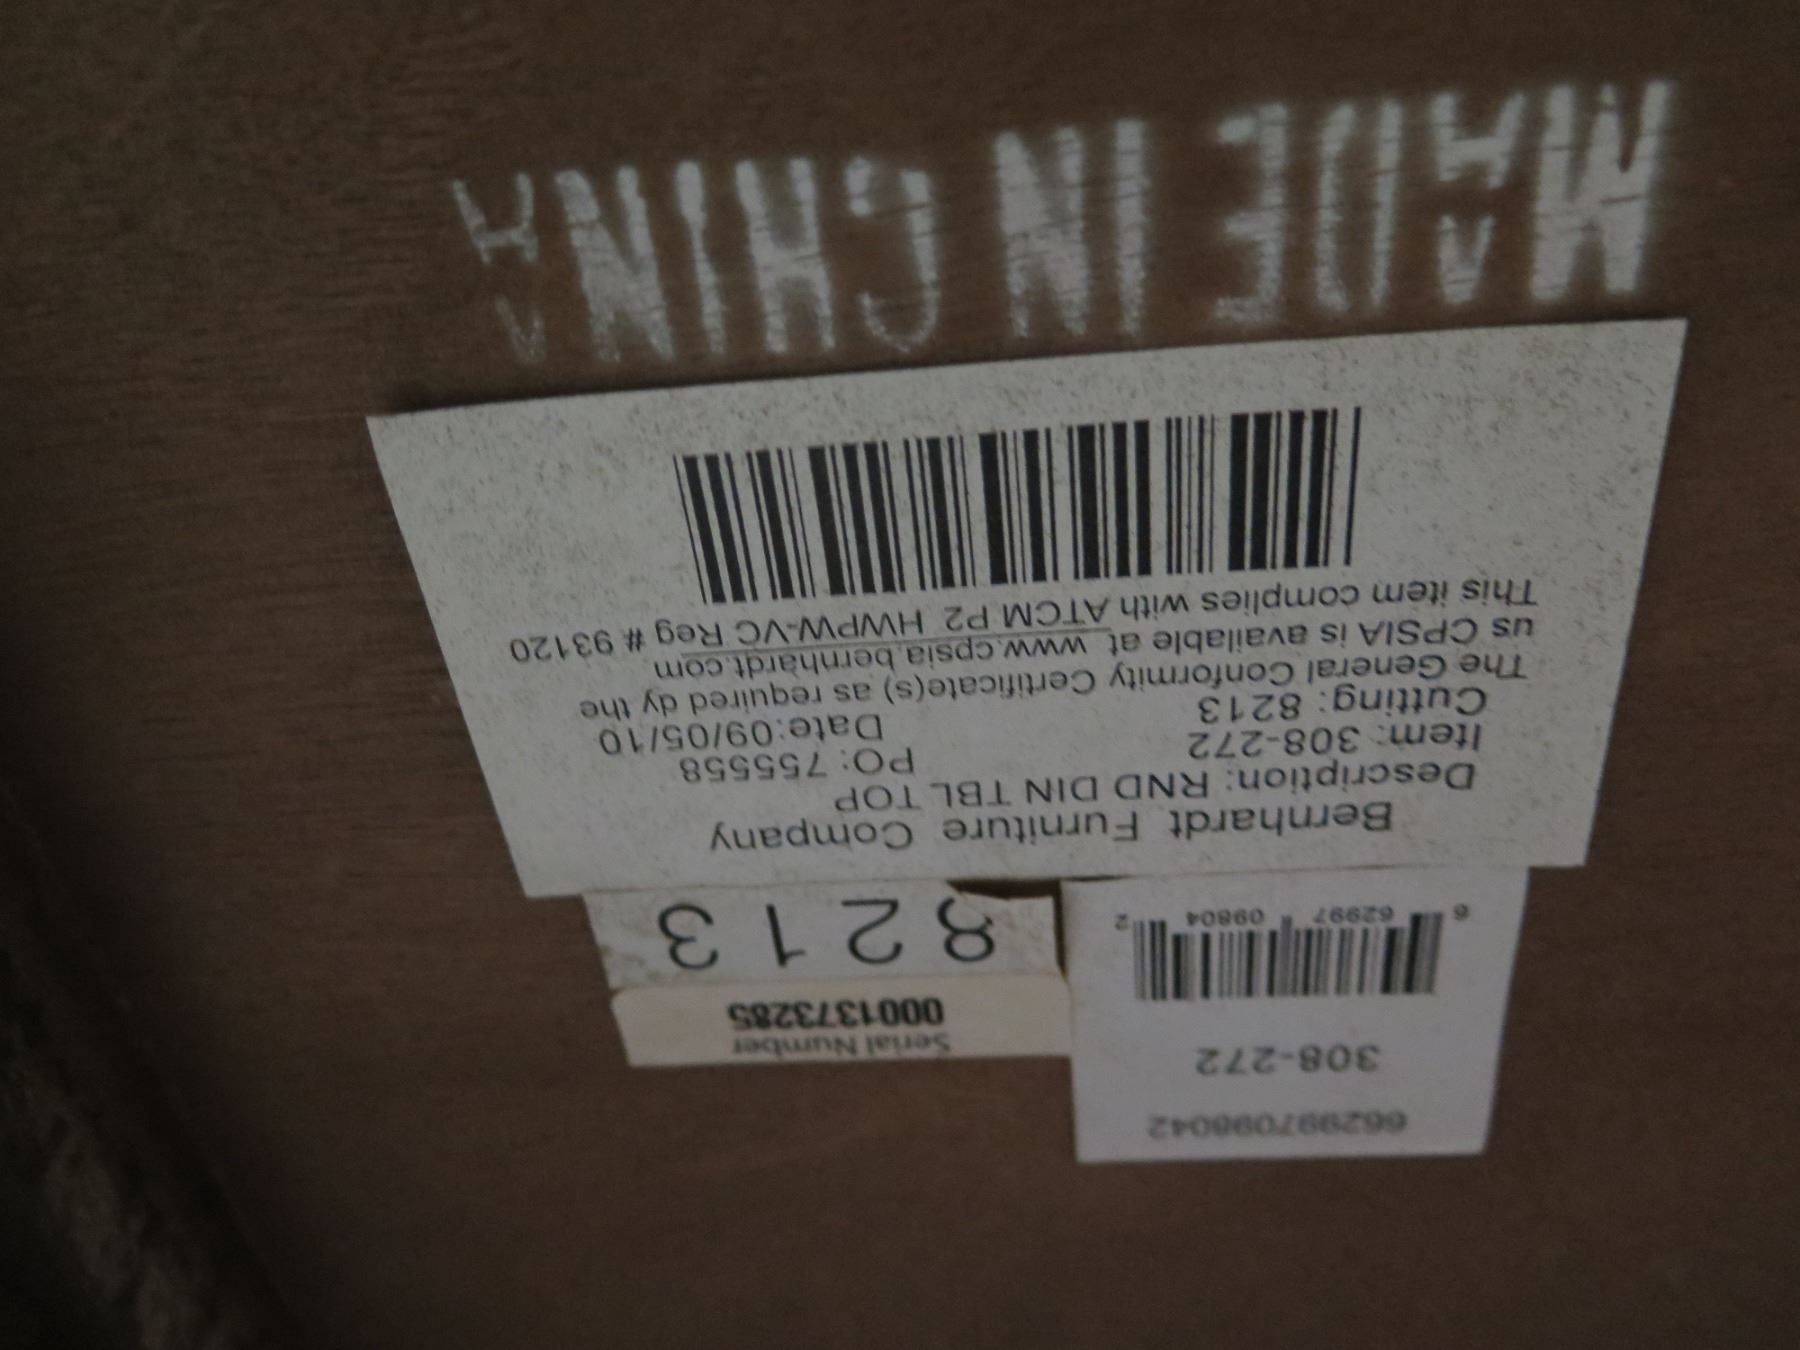 662997098042
308-272
6 62997 09804 2
Serial Number
0001373285
8213
Bernhardt Furniture Company
Description: RND DIN TBL TOP
Item: 308-272 PO: 755558
Cutting: 8213 Date:09/05/10
The General Conformity Certificate(s) as required dy the
us CPSIA is available at www.cpsia.bernhardt.com
This item complies with ATCM P2 HWPW-VC Reg # 93120
MADE IN CHINA